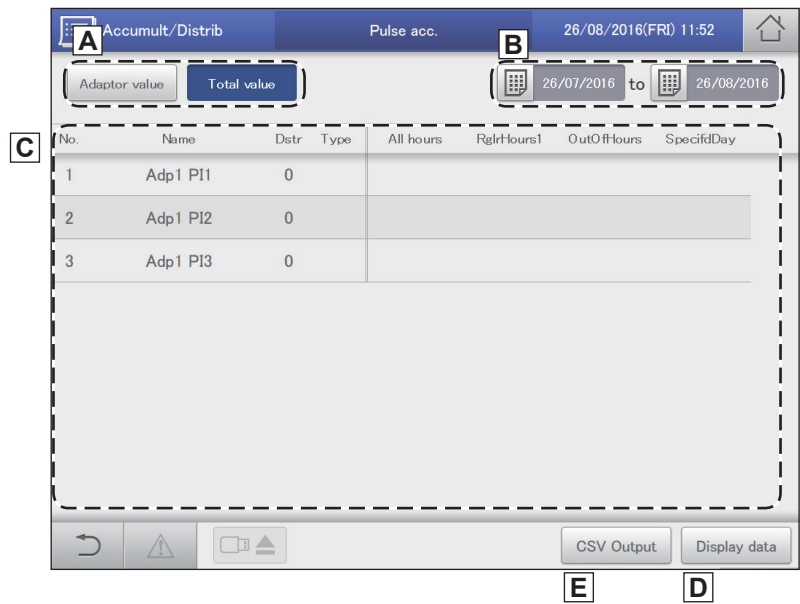 Accumult/Distrib Pulse acc. 26/08/2016(FRI) 11:52
A B
Adaptor value Total value 26/07/2016 to 26/08/2016
C
No. Name Dstr Type All hours RglrHours1 OutOfHours SpecifdDay
1 Adp1 PI1 0
2 Adp1 PI2 0
3 Adp1 PI3 0
CSV Output Display data
E D